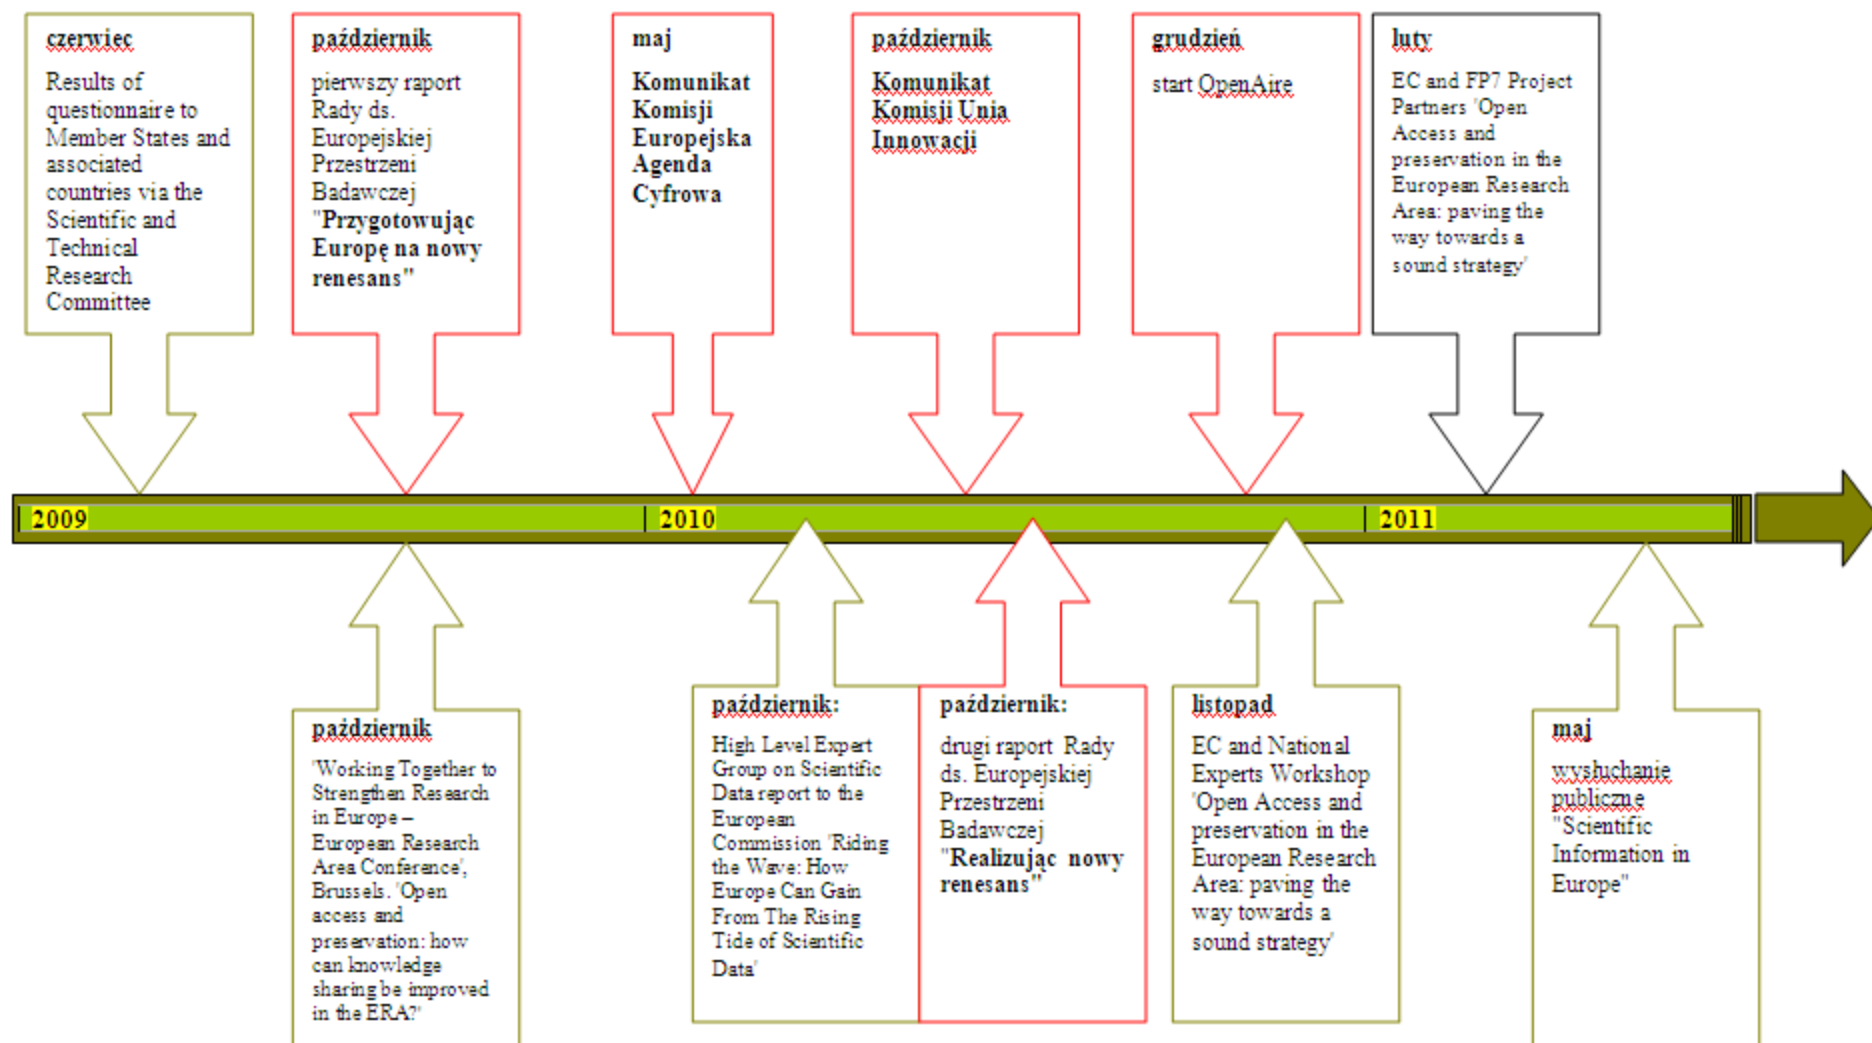 czerwiec
Results of
questionnaire to
Member States and
associated
countries via the
Scientific and
Technical
Research
Committee
październik
pierwszy raport
Rady ds.
Europejskiej
Przestrzeni
Badawczej
"Przygotowując
Europę na nowy
renesans"
maj
Komunikat
Komisji
Europejska
Agenda
Cyfrowa
październik
Komunikat
Komisji Unia
Innowacji
grudzień
start OpenAire
luty
EC and FP7 Project
Partners 'Open
Access and
preservation in the
European Research
Area: paving the
way towards a
sound strategy'
2009
2010
2011
październik
'Working Together to
Strengthen Research
in Europe –
European Research
Area Conference',
Brussels. 'Open
access and
preservation: how
can knowledge
sharing be improved
in the ERA?'
październik:
High Level Expert
Group on Scientific
Data report to the
European
Commission 'Riding
the Wave: How
Europe Can Gain
From The Rising
Tide of Scientific
Data'
październik:
drugi raport  Rady
ds. Europejskiej
Przestrzeni
Badawczej
"Realizując  nowy
renesans"
listopad
EC and National
Experts Workshop
'Open Access and
preservation in the
European Research
Area: paving the
way towards a
sound strategy'
maj
wysłuchanie
publiczne
"Scientific
Information in
Europe"